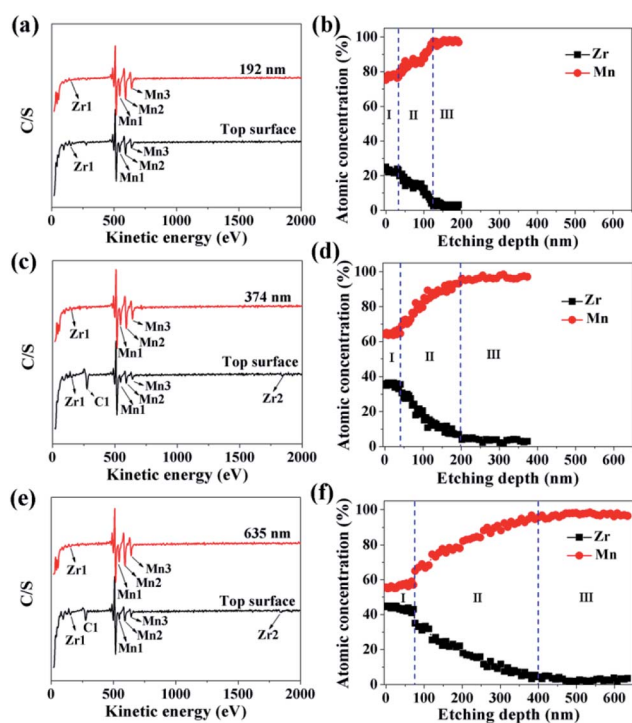 (a)
C/S
192 nm
Zr1
Mn3
Mn2
Mn1
Top surface
Zr1
Mn3
Mn2
Mn1
0 500 1000 1500 2000
Kinetic energy (eV)
(b)
Atomic concentration (%)
100
80
60
40
20
0
I II III
Zr
Mn
0 100 200 300 400 500 600
Etching depth (nm)
(c)
C/S
374 nm
Zr1
Mn3
Mn2
Mn1
Top surface
Zr1
C1
Mn3
Mn2
Mn1
Zr2
0 500 1000 1500 2000
Kinetic energy (eV)
(d)
Atomic concentration (%)
100
80
60
40
20
0
I II III
Zr
Mn
0 100 200 300 400 500 600
Etching depth (nm)
(e)
C/S
635 nm
Zr1
Mn3
Mn2
Mn1
Top surface
Zr1
C1
Mn3
Mn2
Mn1
Zr2
0 500 1000 1500 2000
Kinetic energy (eV)
(f)
Atomic concentration (%)
100
80
60
40
20
0
I II III
Zr
Mn
0 100 200 300 400 500 600
Etching depth (nm)